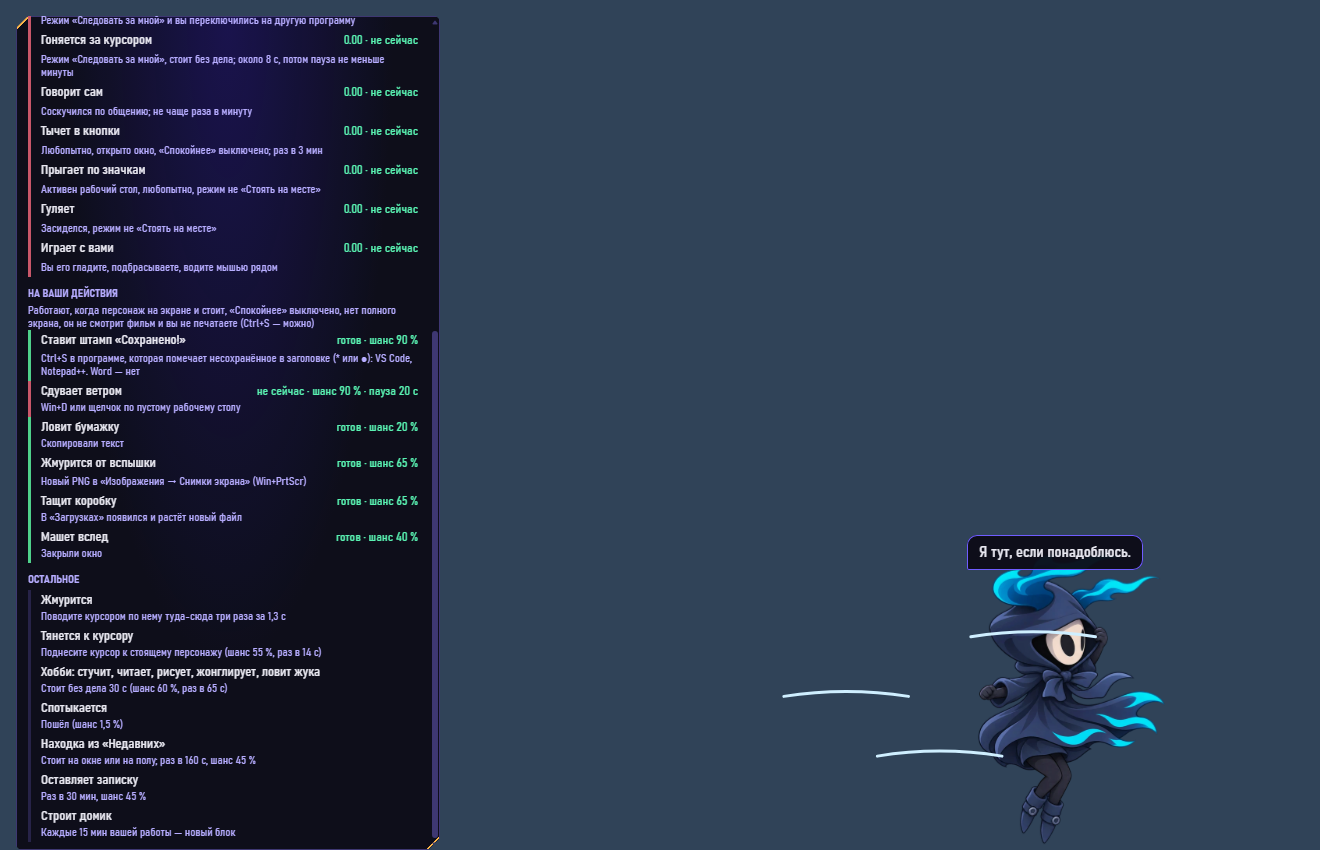 Режим «Следовать за мной» и вы переключились на другую программу
Гоняется за курсором 0.00 · не сейчас
Режим «Следовать за мной», стоит без дела; около 8 с, потом пауза не меньше
минуты
Говорит сам 0.00 · не сейчас
Соскучился по общению; не чаще раза в минуту
Тычет в кнопки 0.00 · не сейчас
Любопытно, открыто окно, «Спокойнее» выключено; раз в 3 мин
Прыгает по значкам 0.00 · не сейчас
Активен рабочий стол, любопытно, режим не «Стоять на месте»
Гуляет 0.00 · не сейчас
Засиделся, режим не «Стоять на месте»
Играет с вами 0.00 · не сейчас
Вы его гладите, подбрасываете, водите мышью рядом
НА ВАШИ ДЕЙСТВИЯ
Работают, когда персонаж на экране и стоит, «Спокойнее» выключено, нет полного
экрана, он не смотрит фильм и вы не печатаете (Ctrl+S — можно)
Ставит штамп «Сохранено!» готов · шанс 90 %
Ctrl+S в программе, которая помечает несохранённое в заголовке (* или ●): VS Code,
Notepad++. Word — нет
Сдувает ветром не сейчас · шанс 90 % · пауза 20 с
Win+D или щелчок по пустому рабочему столу
Ловит бумажку готов · шанс 20 %
Скопировали текст
Жмурится от вспышки готов · шанс 65 %
Новый PNG в «Изображения → Снимки экрана» (Win+PrtScr)
Тащит коробку готов · шанс 65 %
В «Загрузках» появился и растёт новый файл
Машет вслед готов · шанс 40 %
Закрыли окно
ОСТАЛЬНОЕ
Жмурится
Поводите курсором по нему туда-сюда три раза за 1,3 с
Тянется к курсору
Поднесите курсор к стоящему персонажу (шанс 55 %, раз в 14 с)
Хобби: стучит, читает, рисует, жонглирует, ловит жука
Стоит без дела 30 с (шанс 60 %, раз в 65 с)
Спотыкается
Пошёл (шанс 1,5 %)
Находка из «Недавних»
Стоит на окне или на полу; раз в 160 с, шанс 45 %
Оставляет записку
Раз в 30 мин, шанс 45 %
Строит домик
Каждые 15 мин вашей работы — новый блок
Я тут, если понадоблюсь.